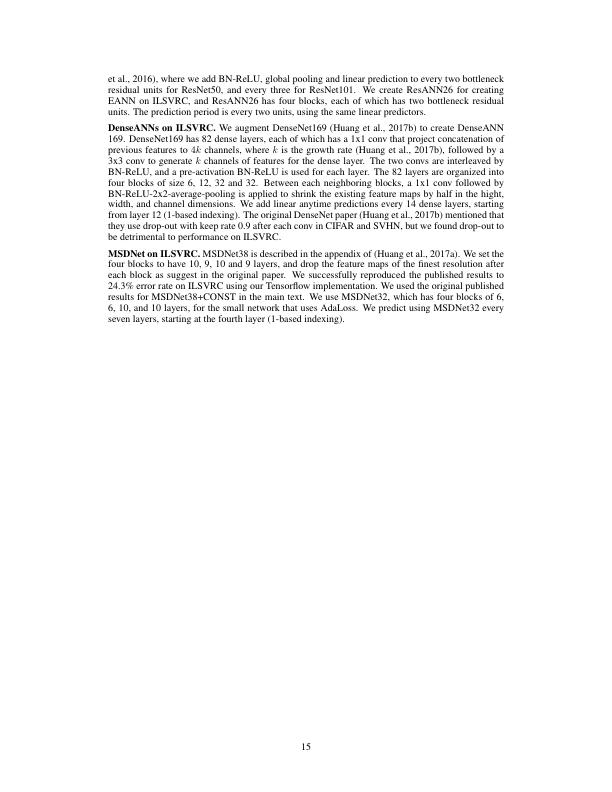 et al., 2016), where we add BN-ReLU, global pooling and linear prediction to every two bottleneck
residual units for ResNet50, and every three for ResNet101. We create ResANN26 for creating
EANN on ILSVRC, and ResANN26 has four blocks, each of which has two bottleneck residual
units. The prediction period is every two units, using the same linear predictors.
DenseANNs on ILSVRC. We augment DenseNet169 (Huang et al., 2017b) to create DenseANN
169. DenseNet169 has 82 dense layers, each of which has a 1x1 conv that project concatenation of
previous features to 4k channels, where k is the growth rate (Huang et al., 2017b), followed by a
3x3 conv to generate k channels of features for the dense layer. The two convs are interleaved by
BN-ReLU, and a pre-activation BN-ReLU is used for each layer. The 82 layers are organized into
four blocks of size 6, 12, 32 and 32. Between each neighboring blocks, a 1x1 conv followed by
BN-ReLU-2x2-average-pooling is applied to shrink the existing feature maps by half in the hight,
width, and channel dimensions. We add linear anytime predictions every 14 dense layers, starting
from layer 12 (1-based indexing). The original DenseNet paper (Huang et al., 2017b) mentioned that
they use drop-out with keep rate 0.9 after each conv in CIFAR and SVHN, but we found drop-out to
be detrimental to performance on ILSVRC.
MSDNet on ILSVRC. MSDNet38 is described in the appendix of (Huang et al., 2017a). We set the
four blocks to have 10, 9, 10 and 9 layers, and drop the feature maps of the finest resolution after
each block as suggest in the original paper. We successfully reproduced the published results to
24.3% error rate on ILSVRC using our Tensorflow implementation. We used the original published
results for MSDNet38+CONST in the main text. We use MSDNet32, which has four blocks of 6,
6, 10, and 10 layers, for the small network that uses AdaLoss. We predict using MSDNet32 every
seven layers, starting at the fourth layer (1-based indexing).
15